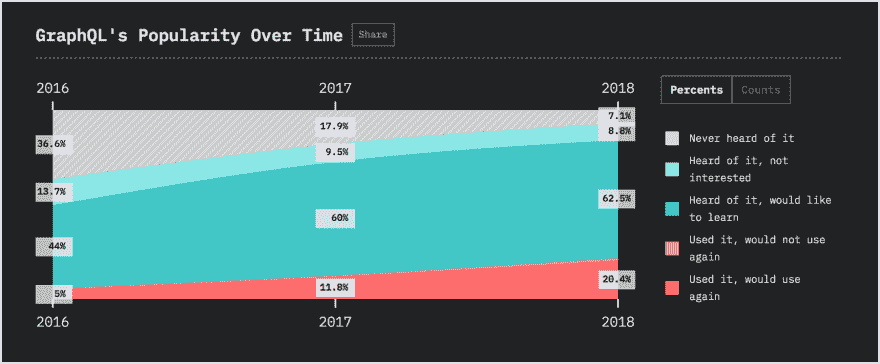 GraphQL's Popularity Over Time Share
2016 2017 2018
Percents Counts
7.1%
17.9%
8.8%
36.6%
9.5%
13.7%
62.5%
60%
44%
20.4%
11.8%
5%
2016 2017 2018
Never heard of it
Heard of it, not
interested
Heard of it, would like
to learn
Used it, would not use
again
Used it, would use
again